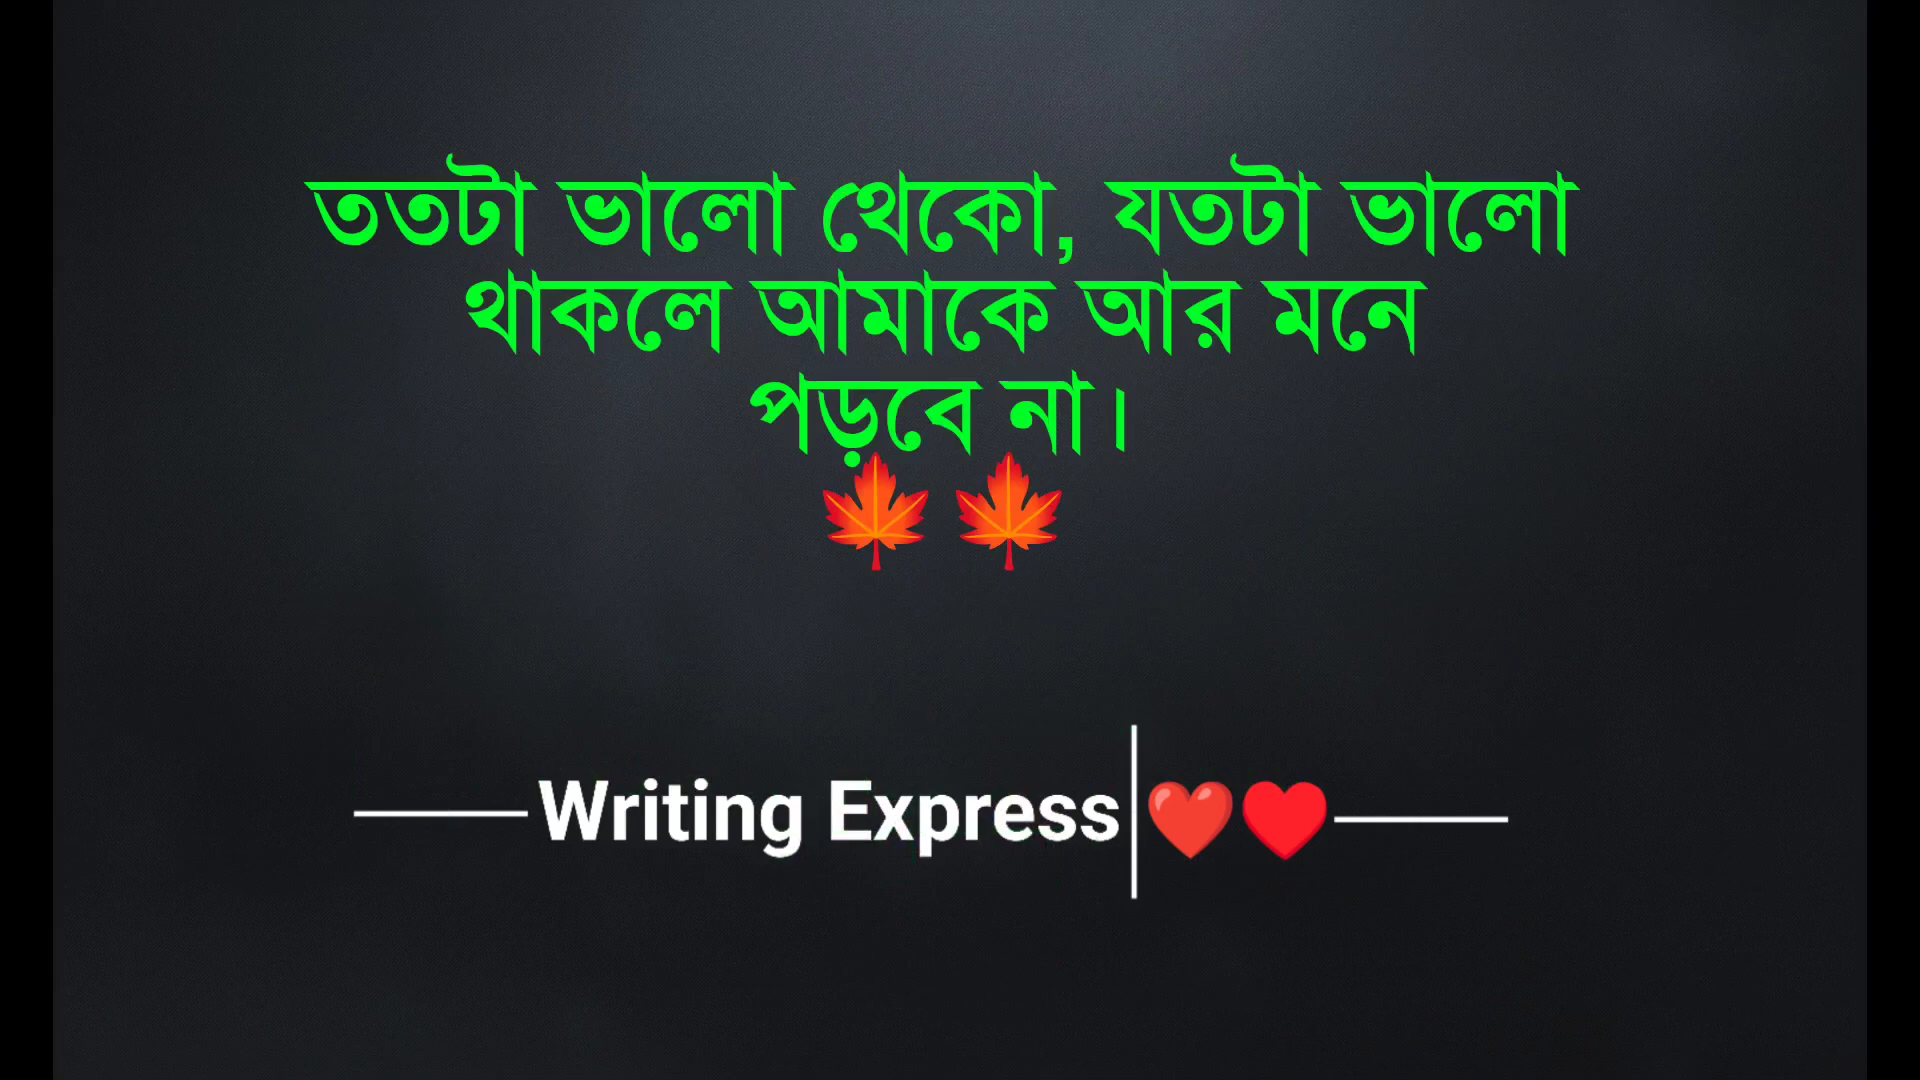 ততটা ভালো থেকো, যতটা ভালো
থাকলে আমাকে আর মনে
পড়বে না।
🍁 🍁
Writing Express ❤️♥️